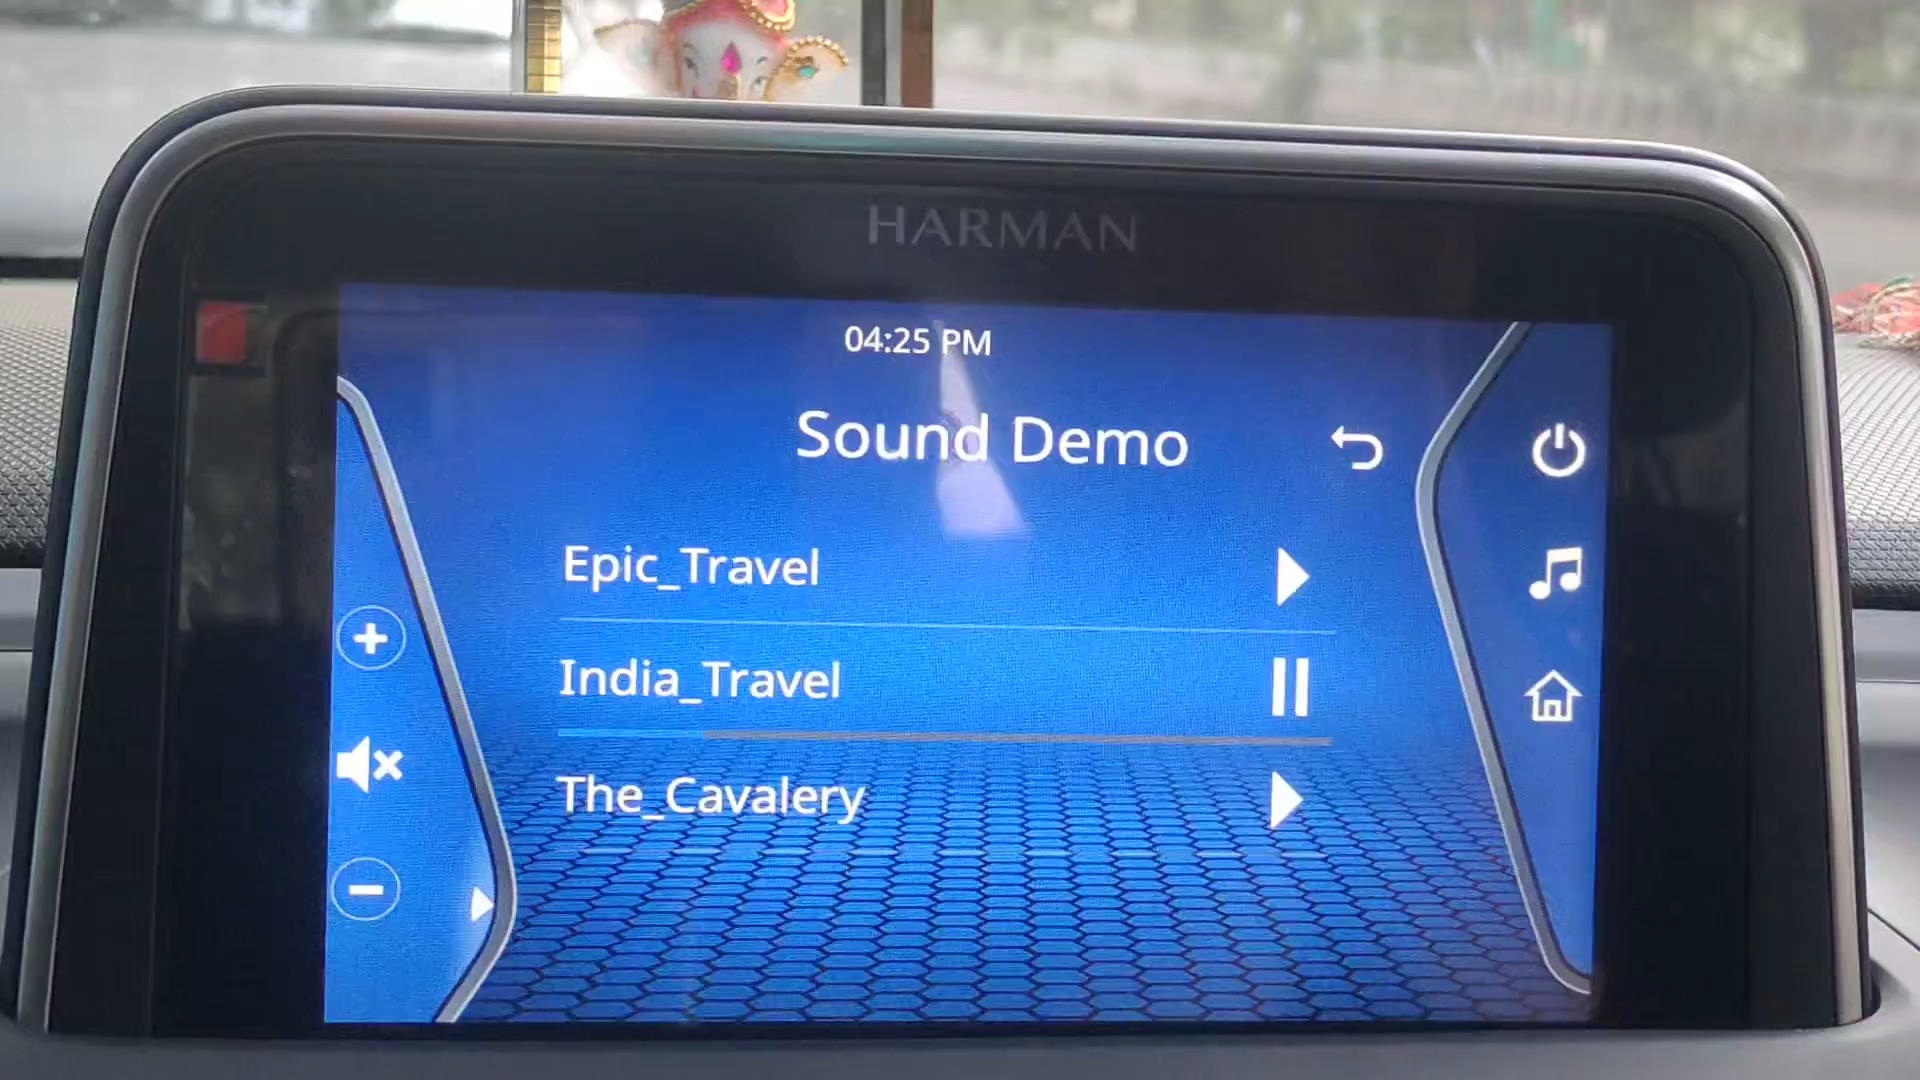 HARMAN
04:25 PM
Sound Demo
Epic_Travel
India_Travel
The_Cavalery